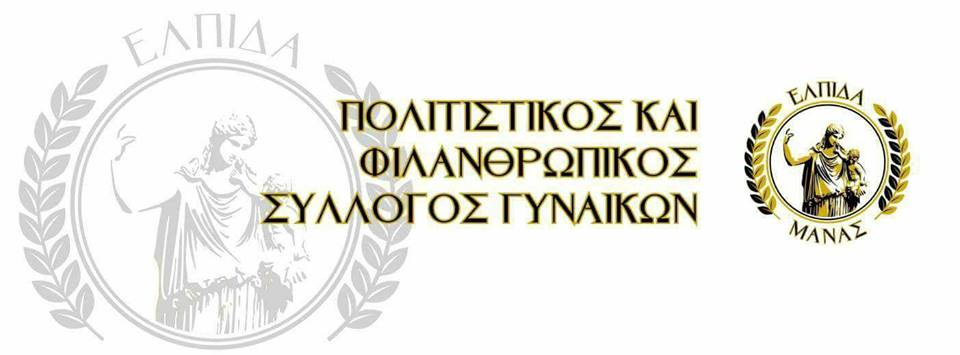 ΕΛΠΙΔΑ
ΠΟΛΙΤΙΣΤΙΚΟΣ ΚΑΙ
ΦΙΛΑΝΘΡΩΠΙΚΟΣ
ΣΥΛΛΟΓΟΣ ΓΥΝΑΙΚΩΝ
ΕΛΠΙΔΑ
ΜΑΝΑΣ